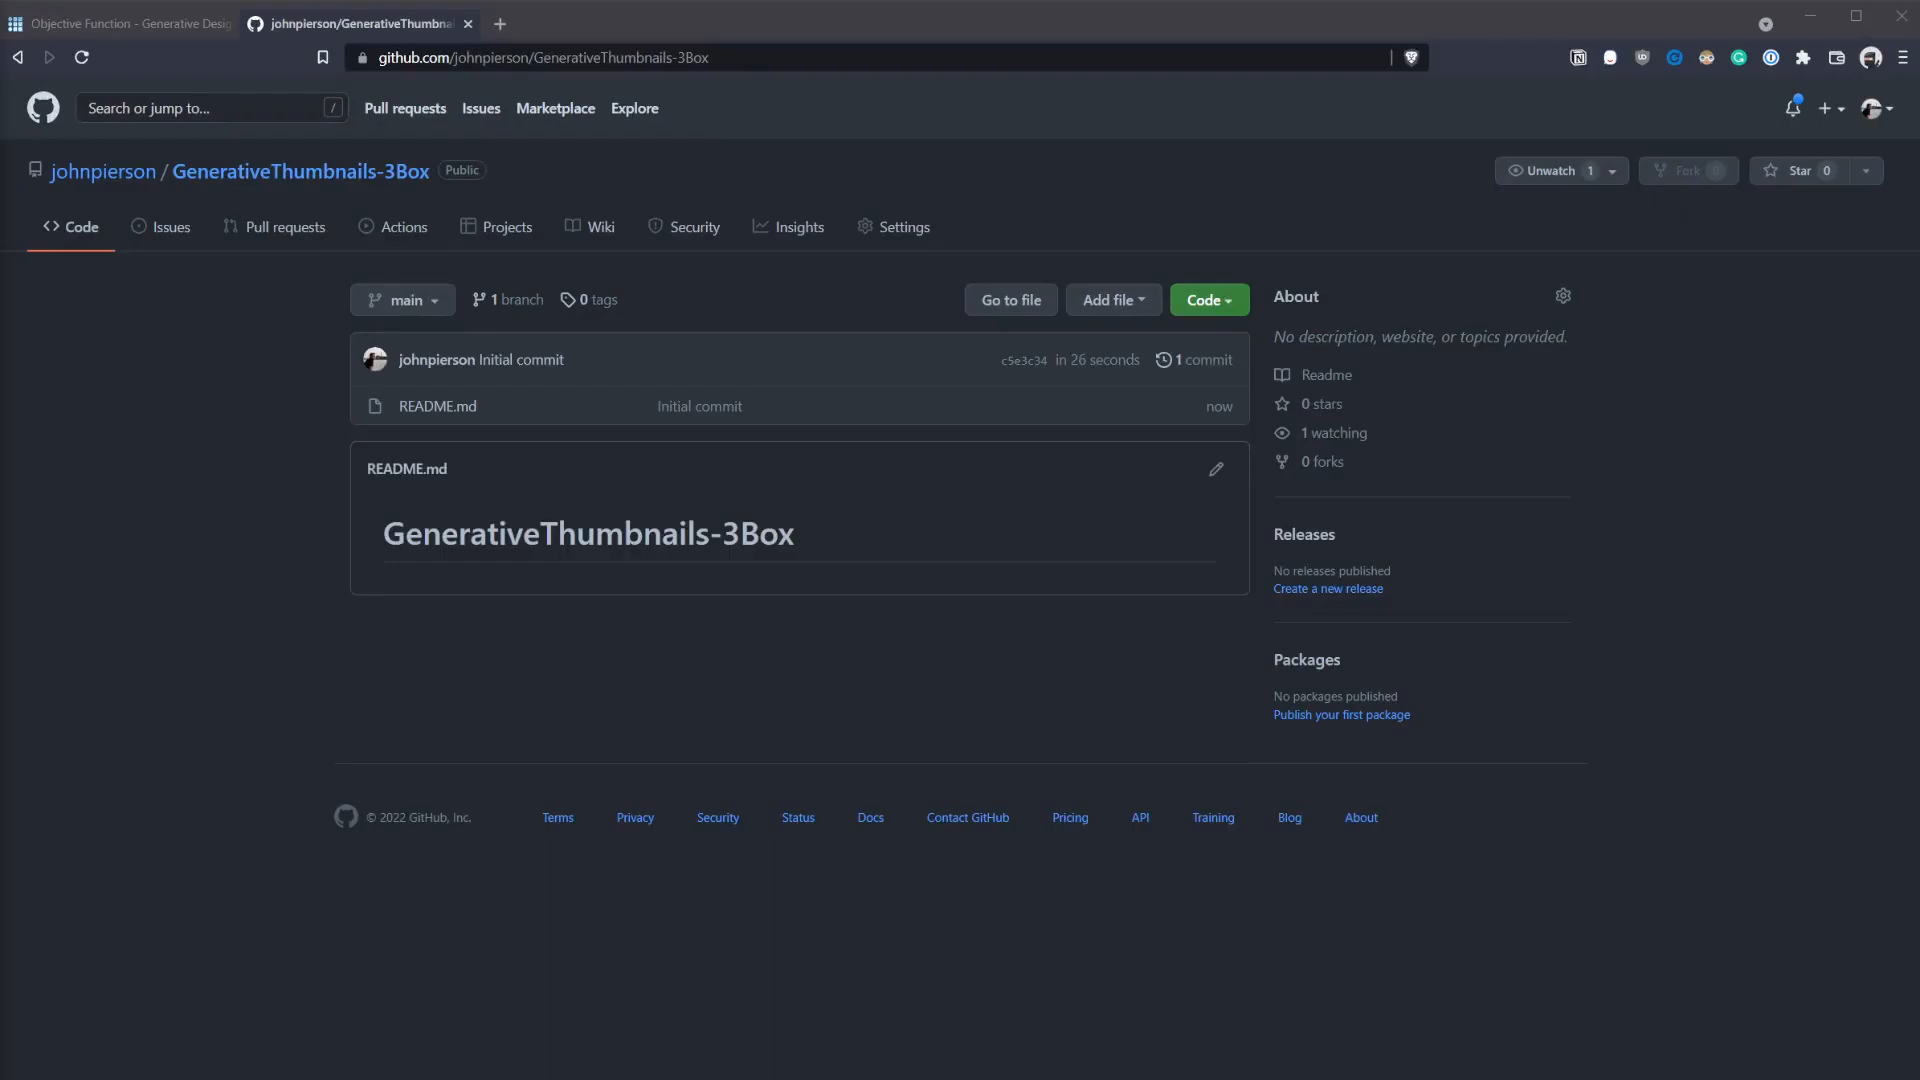 Objective Function - Generative Desig
johnpierson/GenerativeThumbna
github.com/johnpierson/GenerativeThumbnails-3Box
Search or jump to... /
Pull requests Issues Marketplace Explore
johnpierson / GenerativeThumbnails-3Box Public
Unwatch 1 Fork 0 Star 0
Code Issues Pull requests Actions Projects Wiki Security Insights Settings
main 1 branch 0 tags
Go to file Add file Code
johnpierson Initial commit c5e3c34 in 26 seconds 1 commit
README.md Initial commit now
README.md
GenerativeThumbnails-3Box
About
No description, website, or topics provided.
Readme
0 stars
1 watching
0 forks
Releases
No releases published
Create a new release
Packages
No packages published
Publish your first package
© 2022 GitHub, Inc. Terms Privacy Security Status Docs Contact GitHub Pricing API Training Blog About